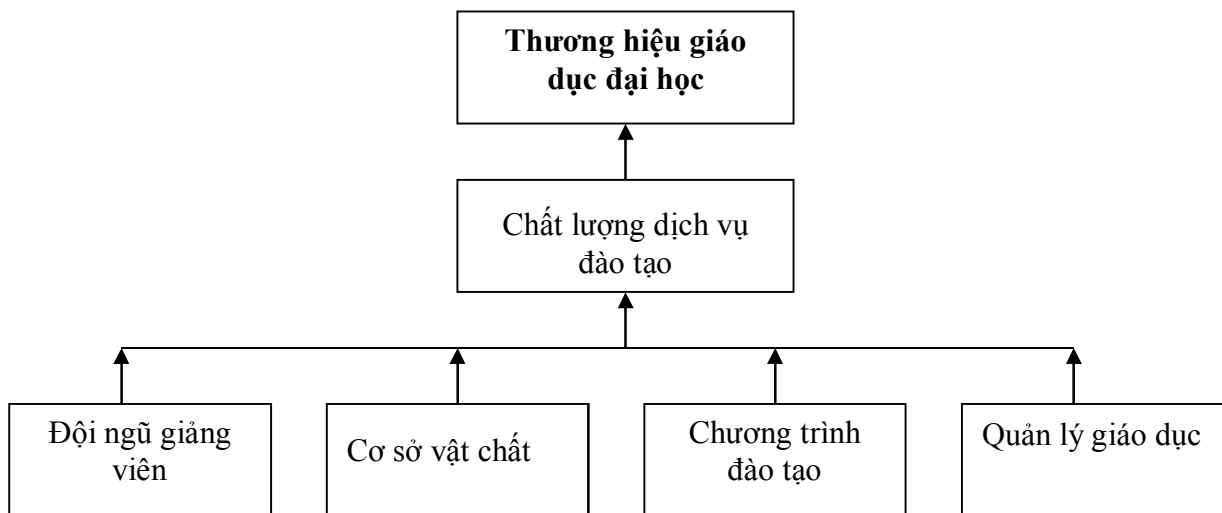 Thương hiệu giáo
dục đại học
Chất lượng dịch vụ
đào tạo
Đội ngũ giảng
viên
Cơ sở vật chất
Chương trình
đào tạo
Quản lý giáo dục